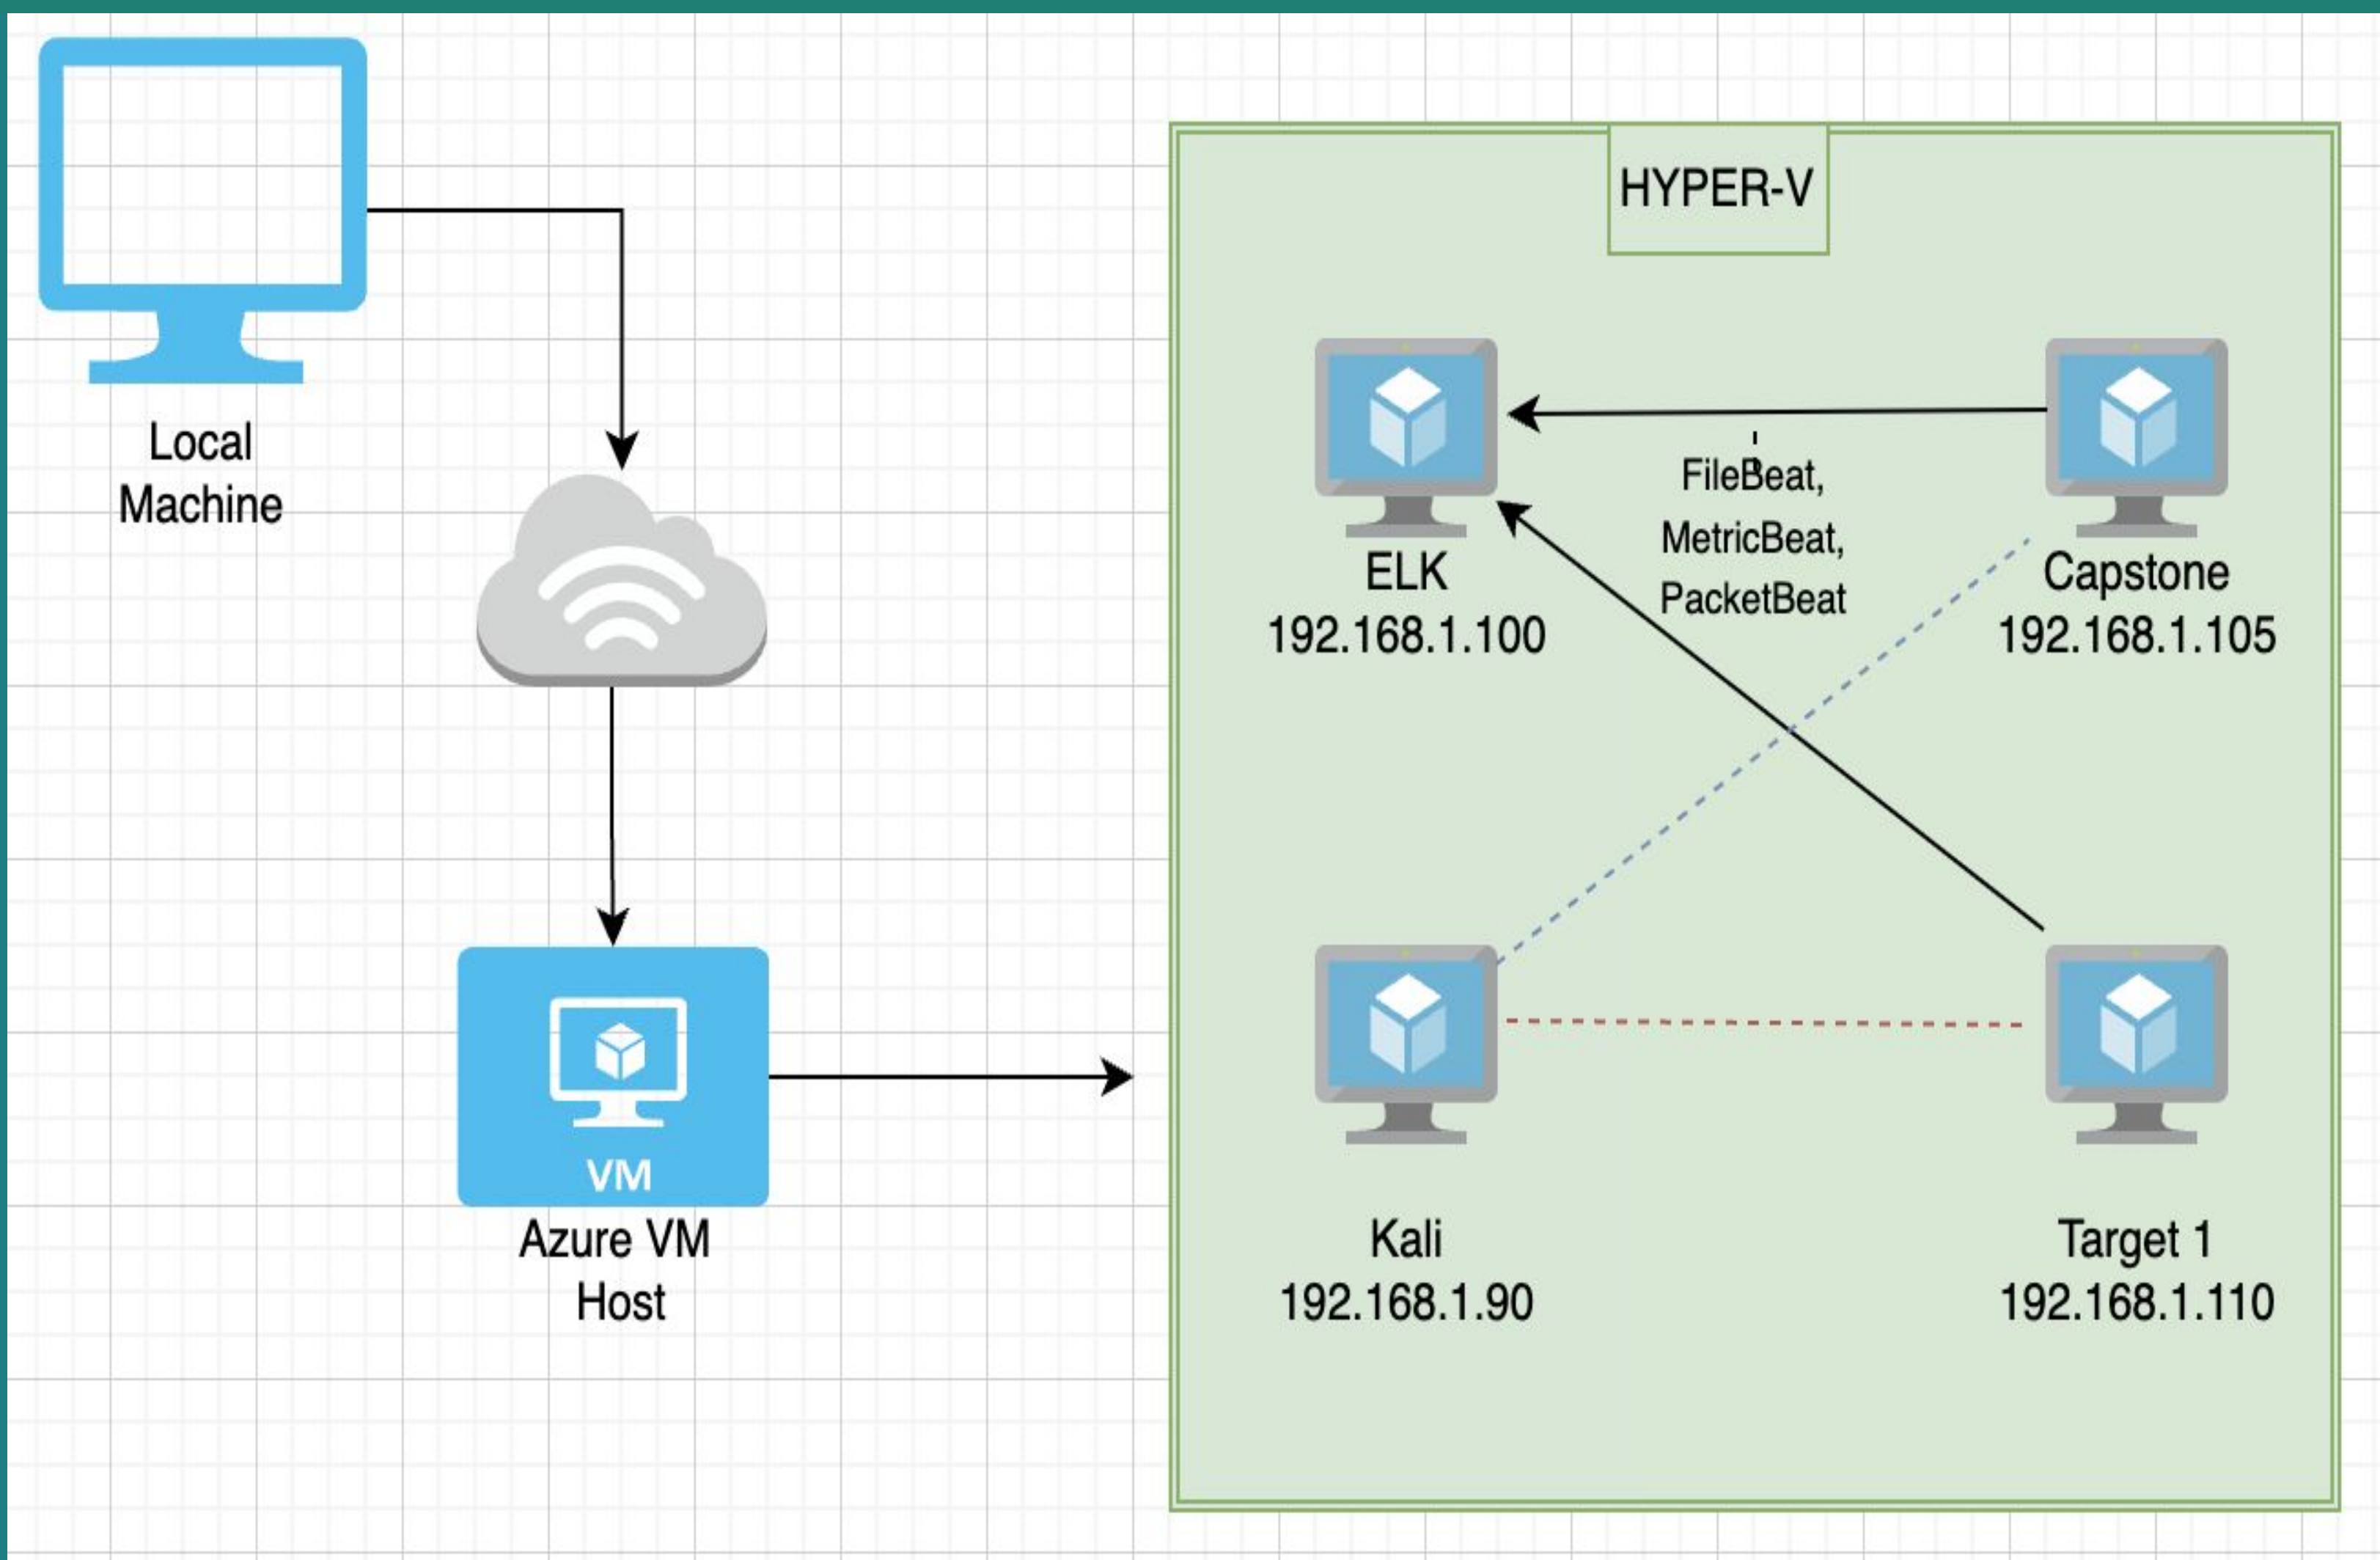 Local
Machine
VM
Azure VM
Host
HYPER-V
FileBeat,
MetricBeat,
PacketBeat
ELK
192.168.1.100
Capstone
192.168.1.105
Kali
192.168.1.90
Target 1
192.168.1.110